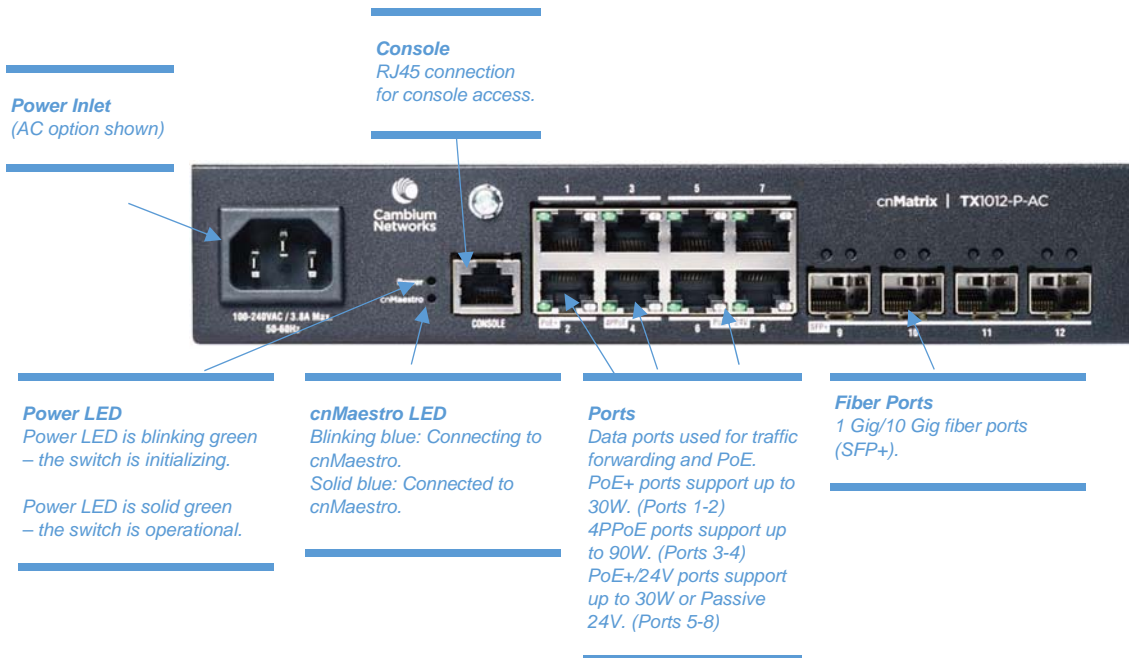 Console
RJ45 connection
for console access.
Power Inlet
(AC option shown)
Cambium
Networks
Power
cnMaestro
100-240VAC / 3.8A Max.
50-60Hz
CONSOLE
1 3 5 7
PoE+ 2 4PPoE 4 6 8
cnMatrix | TX1012-P-AC
SFP+ 9 10 11 12
Power LED
Power LED is blinking green
– the switch is initializing.
Power LED is solid green
– the switch is operational.
cnMaestro LED
Blinking blue: Connecting to
cnMaestro.
Solid blue: Connected to
cnMaestro.
Ports
Data ports used for traffic
forwarding and PoE.
PoE+ ports support up to
30W. (Ports 1-2)
4PPoE ports support up
to 90W. (Ports 3-4)
PoE+/24V ports support
up to 30W or Passive
24V. (Ports 5-8)
Fiber Ports
1 Gig/10 Gig fiber ports
(SFP+).